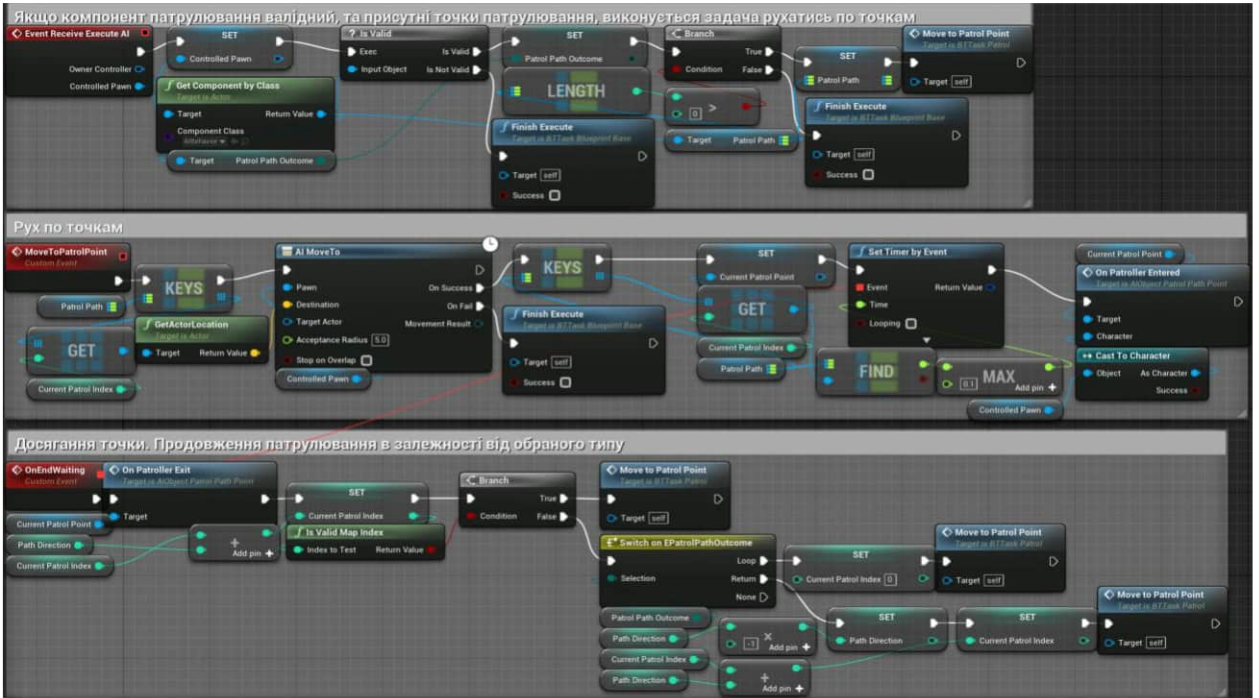 Якщо компонент патрулювання валідний, та присутні точки патрулювання, виконується задача рухатись по точкам
Event Receive Execute AI
Owner Controller
Controlled Pawn
SET
Controlled Pawn
Get Component by Class
Target is Actor
Target
Return Value
Component Class
Target
Patrol Path Outcome
Is Valid
Exec
Is Valid
Input Object
Is Not Valid
SET
Patrol Path Outcome
LENGTH
Finish Execute
Target is BTTask Blueprint Base
Target self
Success
Branch
True
Condition
False
0 >
Target
Patrol Path
SET
Patrol Path
Finish Execute
Target is BTTask Blueprint Base
Target self
Success
Move to Patrol Point
Target is BTTask Patrol
Target self
Рух по точкам
MoveToPatrolPoint
Custom Event
Patrol Path
KEYS
GET
Current Patrol Index
GetActorLocation
Target is Actor
Target
Return Value
AI MoveTo
Pawn
On Success
Destination
On Fail
Target Actor
Movement Result
Acceptance Radius 5.0
Stop on Overlap
Controlled Pawn
KEYS
Finish Execute
Target is BTTask Blueprint Base
Target self
Success
SET
Current Patrol Point
GET
Current Patrol Index
Patrol Path
Set Timer by Event
Event
Return Value
Time
Looping
FIND
0.1
MAX
Add pin +
Controlled Pawn
Current Patrol Point
On Patroller Entered
Target is AIObject Patrol Path Point
Target
Character
Cast To Character
Object
As Character
Success
Досягання точки. Продовження патрулювання в залежності від обраного типу
OnEndWaiting
Custom Event
Current Patrol Point
Path Direction
Current Patrol Index
On Patroller Exit
Target is AIObject Patrol Path Point
Target
+
Add pin +
SET
Current Patrol Index
Is Valid Map Index
Index to Test
Return Value
Branch
True
Condition
False
Move to Patrol Point
Target is BTTask Patrol
Target self
Switch on EPatrolPathOutcome
Loop
Selection
Return
None
Patrol Path Outcome
Path Direction
Current Patrol Index
Path Direction
-1
×
Add pin +
+
Add pin +
SET
Current Patrol Index 0
Move to Patrol Point
Target is BTTask Patrol
Target self
SET
Path Direction
SET
Current Patrol Index
Move to Patrol Point
Target is BTTask Patrol
Target self